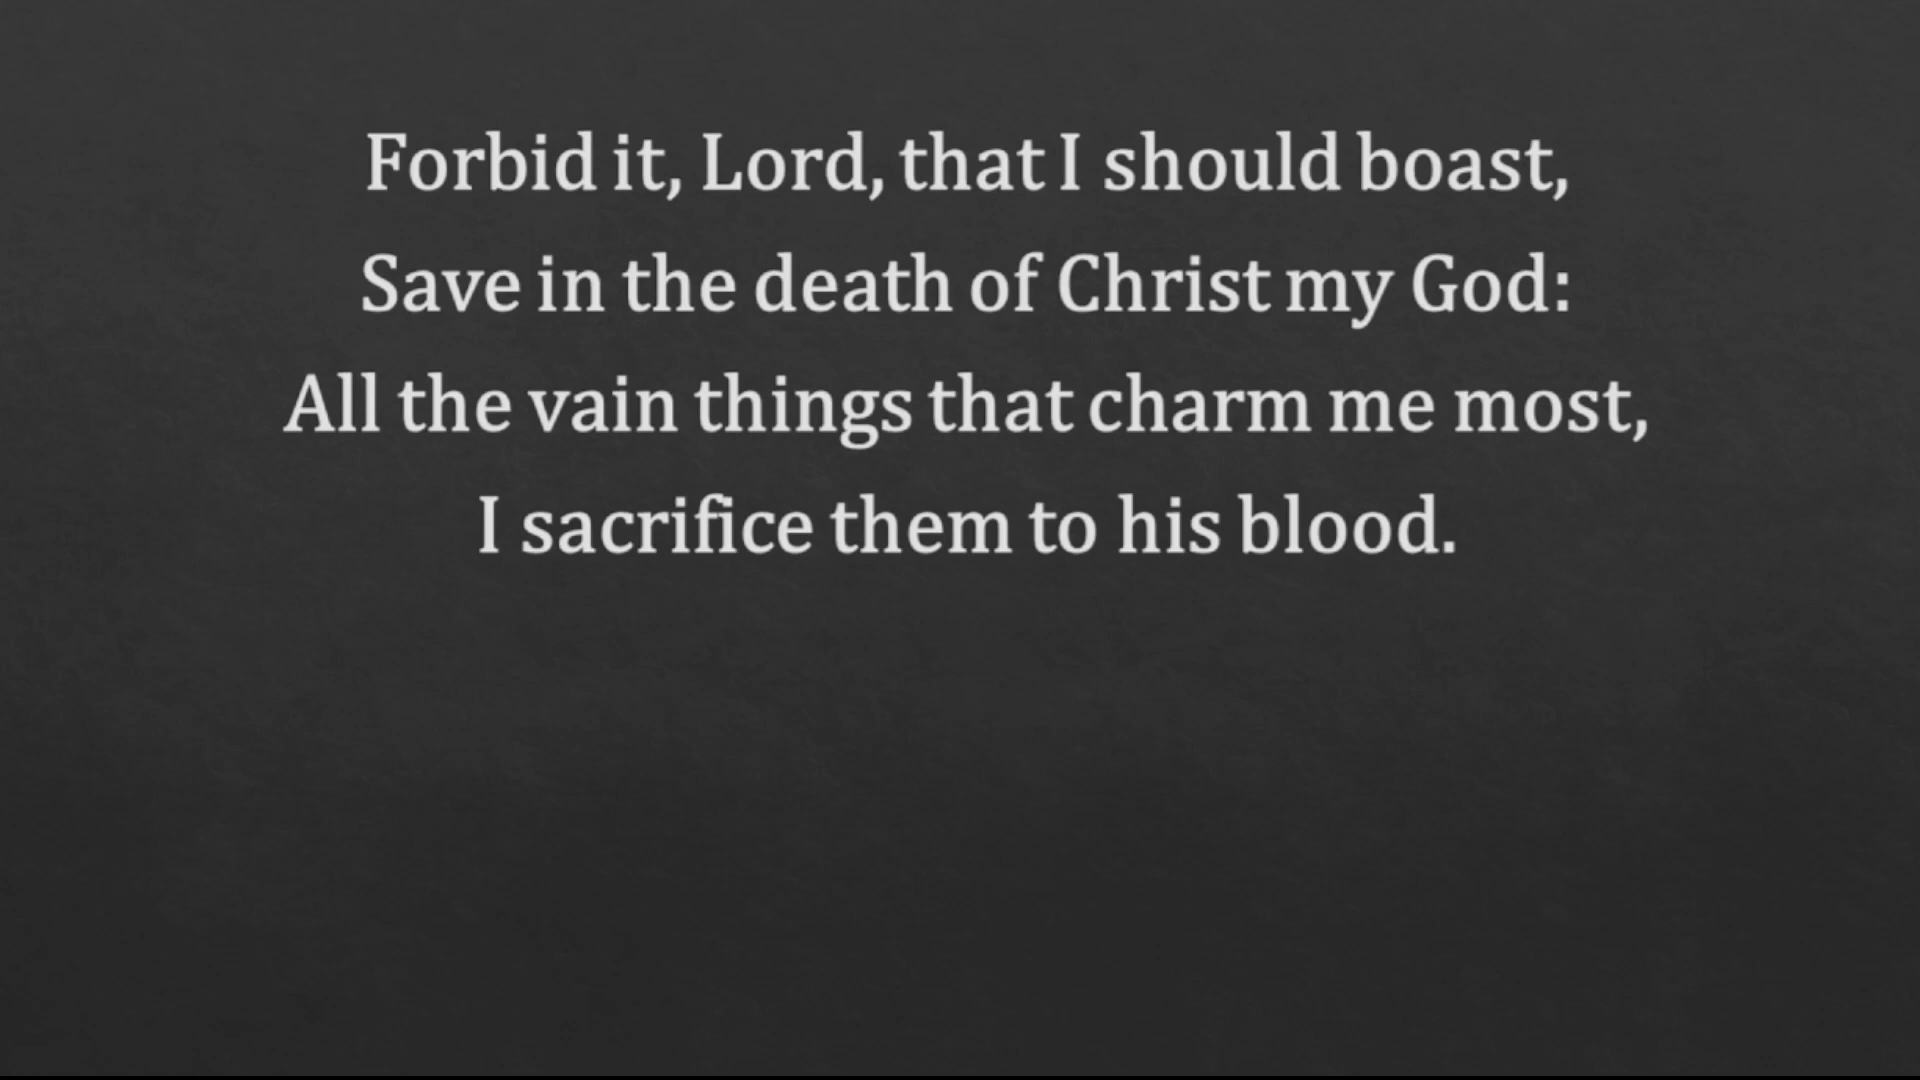 Forbid it, Lord, that I should boast,
Save in the death of Christ my God:
All the vain things that charm me most,
I sacrifice them to his blood.